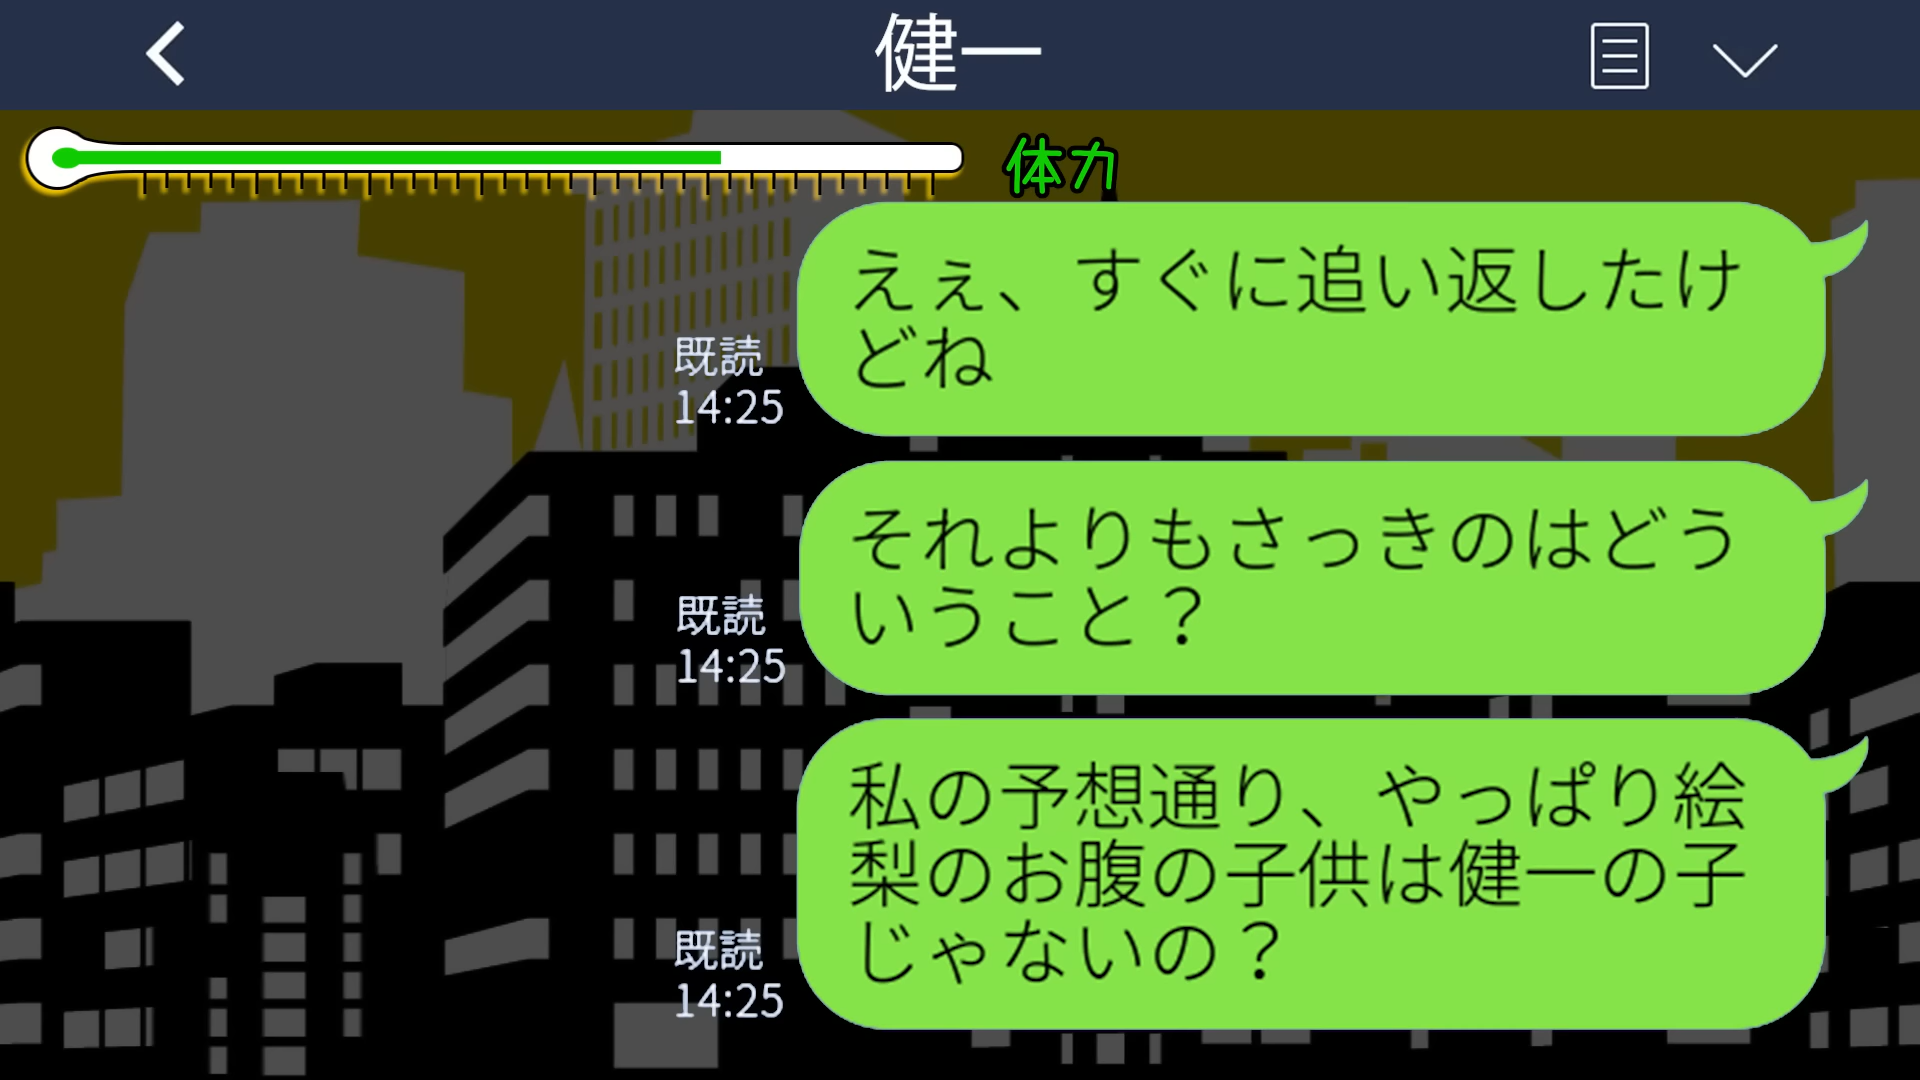 健一
体力
えぇ、すぐに追い返したけ
どね
既読
14:25
それよりもさっきのはどう
いうこと？
既読
14:25
私の予想通り、やっぱり絵
梨のお腹の子供は健一の子
じゃないの？
既読
14:25